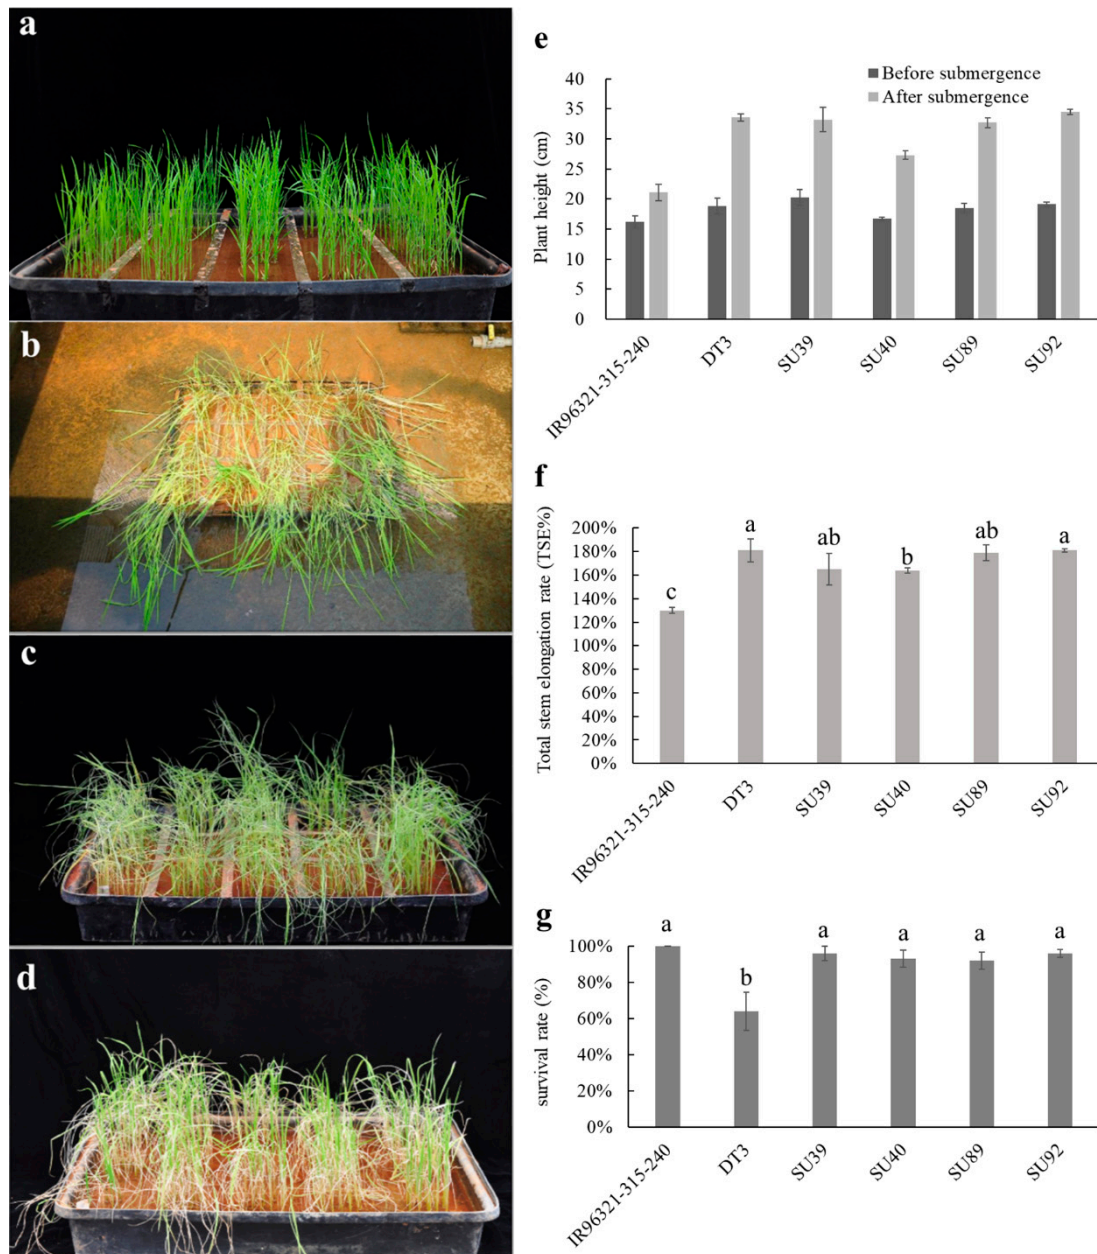 a
b
c
d
e
Before submergence
After submergence
Plant height (cm)
40
35
30
25
20
15
10
5
0
IR96321-315-240
DT3
SU39
SU40
SU89
SU92
f
Total stem elongation rate (TSE%)
200%
180%
160%
140%
120%
100%
80%
60%
40%
20%
0%
c
a
ab
b
ab
a
IR96321-315-240
DT3
SU39
SU40
SU89
SU92
g
survival rate (%)
100%
80%
60%
40%
20%
0%
a
b
a
a
a
a
IR96321-315-240
DT3
SU39
SU40
SU89
SU92